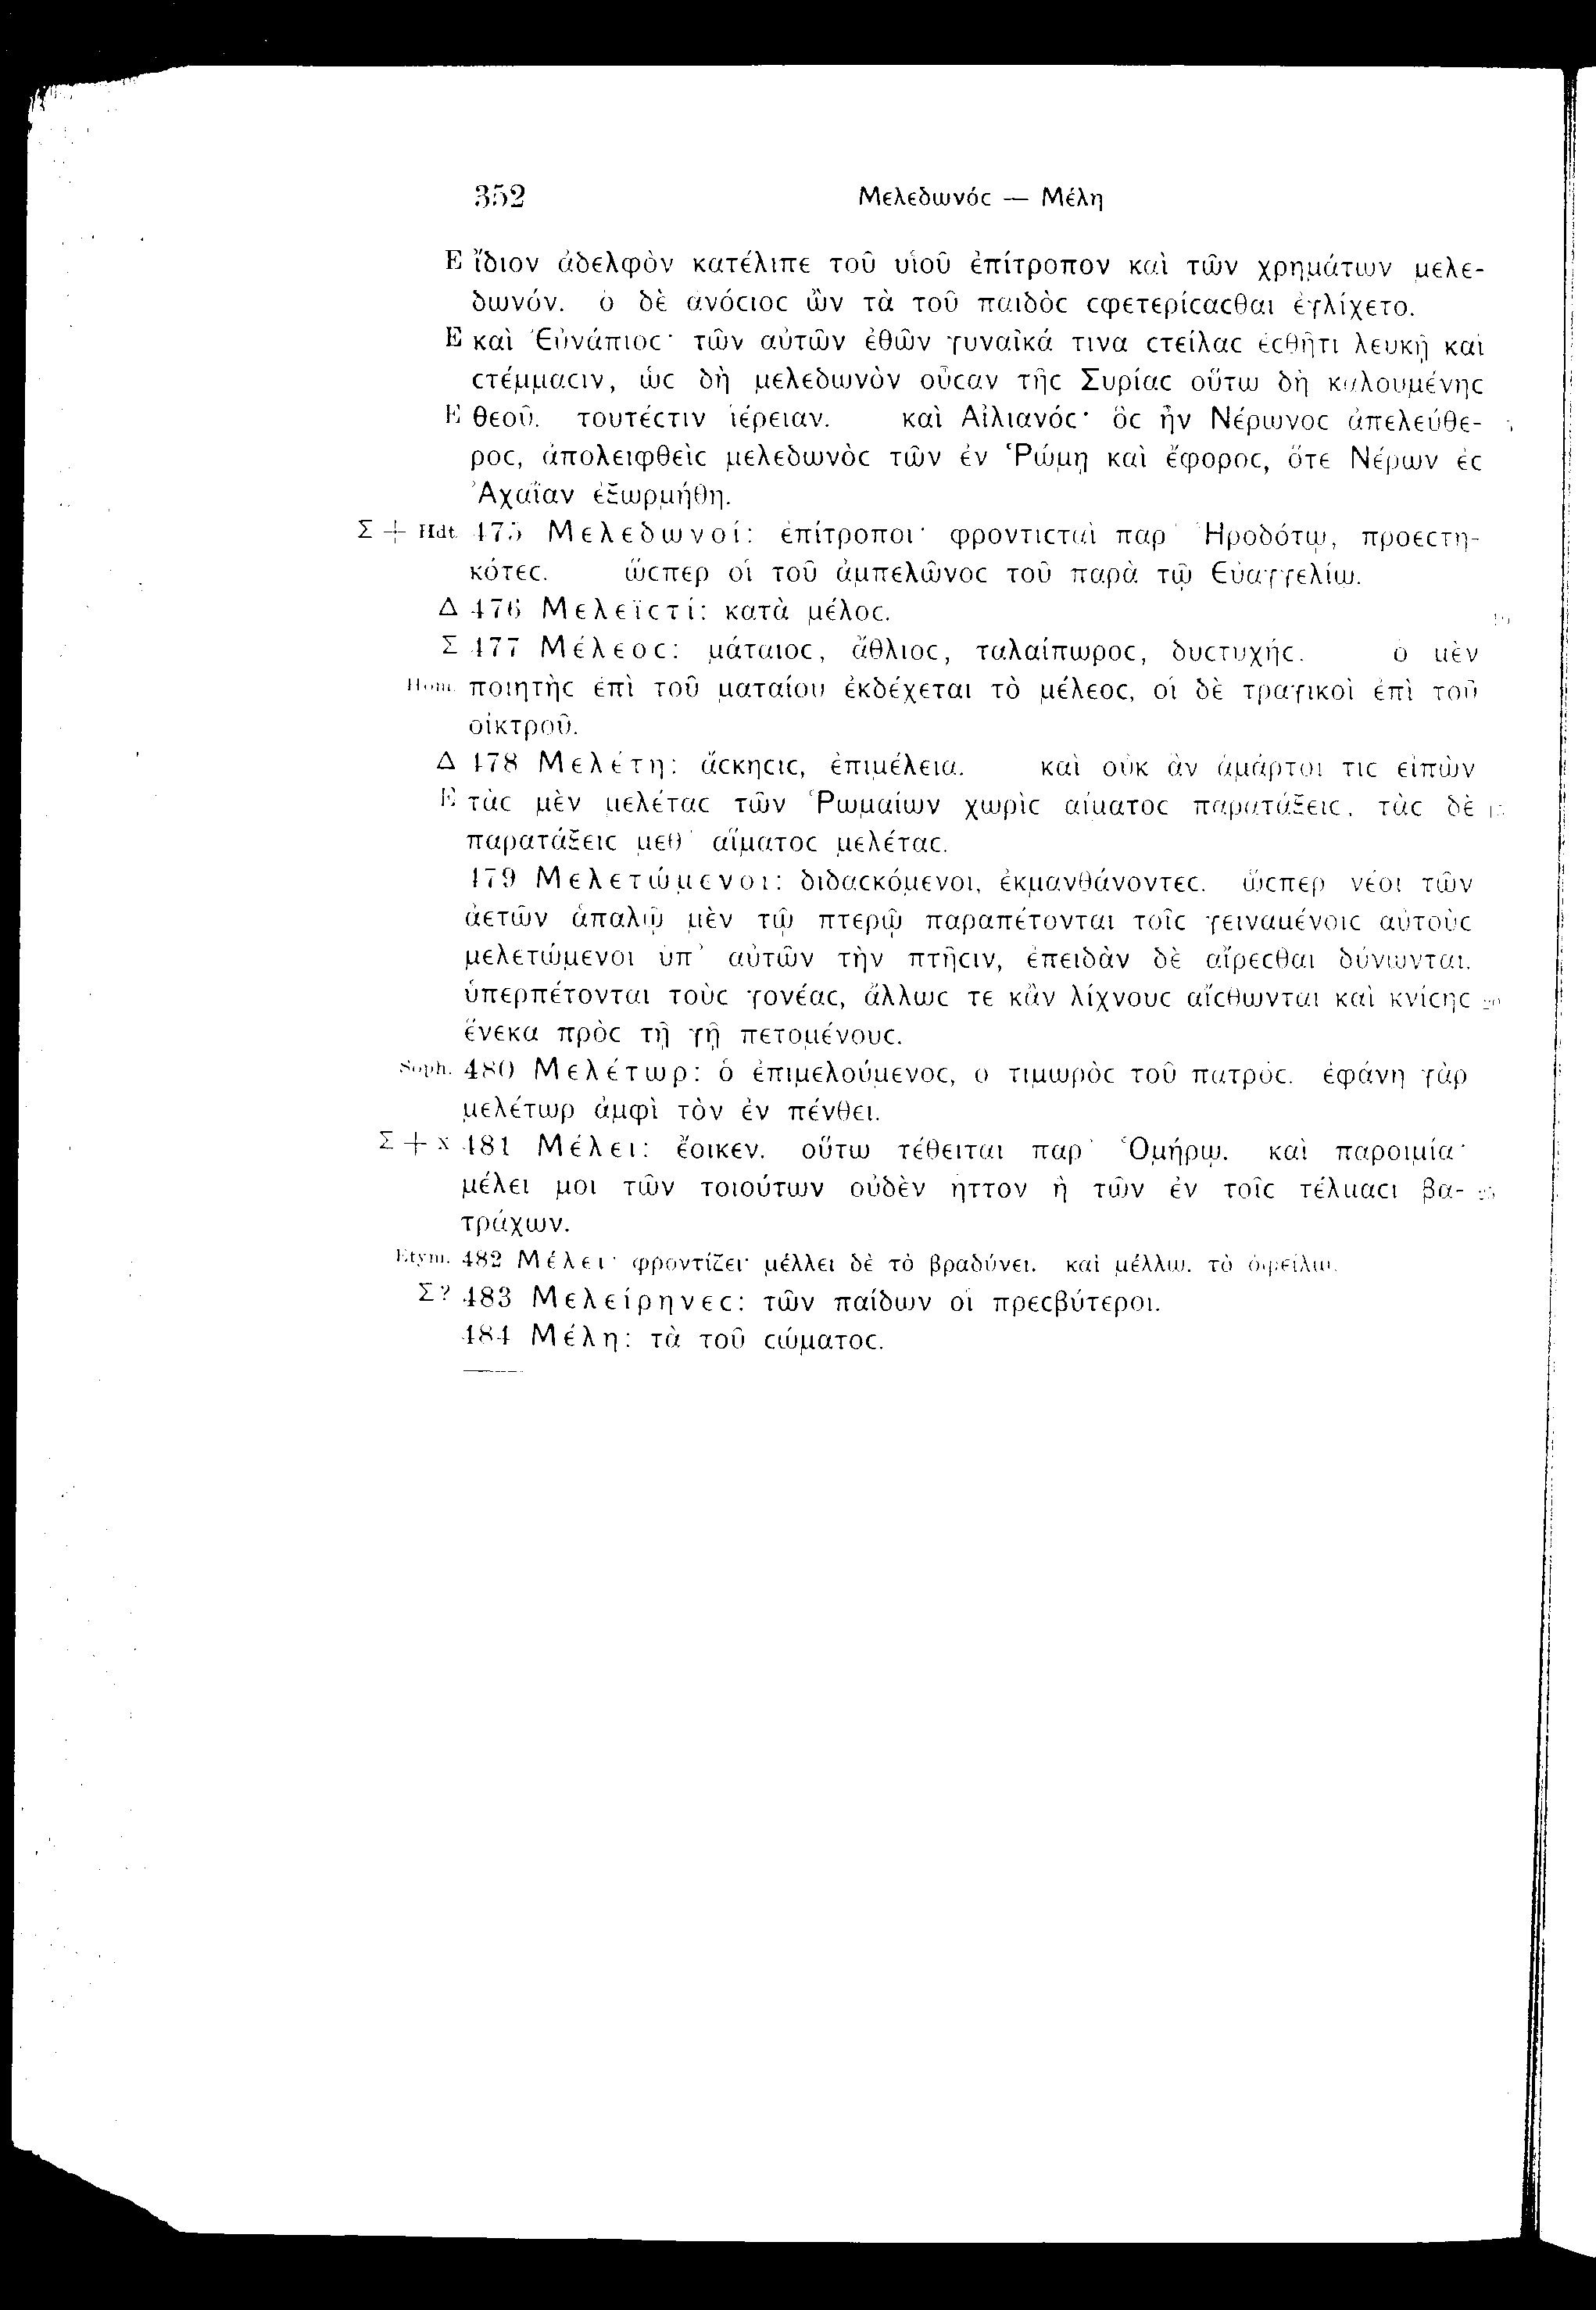 352 Μελεδωνόϲ — Μέλη
E ἴδιον ἀδελφὸν κατέλιπε τοῦ υἱοῦ ἐπίτροπον καὶ τῶν χρημάτων μελε-
δωνόν. ὁ δὲ ἀνόϲιοϲ ὢν τὰ τοῦ παιδὸϲ ϲφετερίϲαϲθαι ἐγλίχετο.
E καὶ Εὐνάπιοϲ· τῶν αὐτῶν ἐθῶν γυναῖκά τινα ϲτείλαϲ ἐϲθῆτι λευκῇ καὶ
ϲτέμμαϲιν, ὡϲ δὴ μελεδωνὸν οὖϲαν τῆϲ Συρίαϲ οὕτω δὴ καλουμένηϲ
E θεοῦ. τουτέϲτιν ἱέρειαν. καὶ Αἰλιανόϲ· ὃϲ ἦν Νέρωνοϲ ἀπελεύθε- 5
ροϲ, ἀπολειφθεὶϲ μελεδωνὸϲ τῶν ἐν Ῥώμῃ καὶ ἔφοροϲ, ὅτε Νέρων ἐϲ
Ἀχαΐαν ἐξωρμήθη.
Σ + Hdt. 475 Μελεδωνοί: ἐπίτροποι· φροντιϲταὶ παρ' Ἡροδότῳ, προεϲτη-
κότεϲ. ὥϲπερ οἱ τοῦ ἀμπελῶνοϲ τοῦ παρὰ τῷ Εὐαγγελίῳ.
Δ 476 Μελεϊϲτί: κατὰ μέλοϲ. 10
Σ 477 Μέλεοϲ: μάταιοϲ, ἄθλιοϲ, ταλαίπωροϲ, δυϲτυχήϲ. ὁ μὲν
Hom. ποιητὴϲ ἐπὶ τοῦ ματαίου ἐκδέχεται τὸ μέλεοϲ, οἱ δὲ τραγικοὶ ἐπὶ τοῦ
οἰκτροῦ.
Δ 478 Μελέτη: ἄϲκηϲιϲ, ἐπιμέλεια. καὶ οὐκ ἂν ἁμάρτοι τιϲ εἰπὼν
E τὰϲ μὲν μελέταϲ τῶν Ῥωμαίων χωρὶϲ αἵματοϲ παρατάξειϲ, τὰϲ δὲ 15
παρατάξειϲ μεθ' αἵματοϲ μελέταϲ.
479 Μελετώμενοι: διδαϲκόμενοι, ἐκμανθάνοντεϲ. ὥϲπερ νέοι τῶν
ἀετῶν ἁπαλῷ μὲν τῷ πτερῷ παραπέτονται τοῖϲ γειναμένοιϲ αὐτοὺϲ
μελετώμενοι ὑπ' αὐτῶν τὴν πτῆϲιν, ἐπειδὰν δὲ αἴρεϲθαι δύνωνται,
ὑπερπέτονται τοὺϲ γονέαϲ, ἄλλωϲ τε κἂν λίχνουϲ αἴϲθωνται καὶ κνίϲηϲ 20
ἕνεκα πρὸϲ τῇ γῇ πετομένουϲ.
Soph. 480 Μελέτωρ: ὁ ἐπιμελούμενοϲ, ὁ τιμωρὸϲ τοῦ πατρόϲ. ἐφάνη γὰρ
μελέτωρ ἀμφὶ τὸν ἐν πένθει.
Σ + x 481 Μέλει: ἔοικεν. οὕτω τέθειται παρ' Ὁμήρῳ. καὶ παροιμία·
μέλει μοι τῶν τοιούτων οὐδὲν ἧττον ἢ τῶν ἐν τοῖϲ τέλμαϲι βα- 25
τράχων.
Etym. 482 Μέλει· φροντίζει· μέλλει δὲ τὸ βραδύνει. καὶ μέλλω, τὸ ὀφείλω.
Σ? 483 Μελείρηνεϲ: τῶν παίδων οἱ πρεϲβύτεροι.
484 Μέλη: τὰ τοῦ ϲώματοϲ.